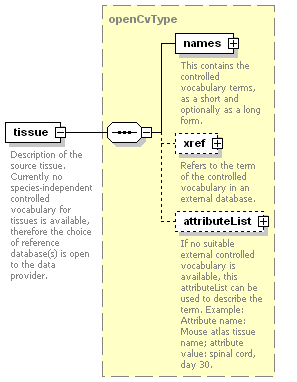 openCvType
names
This contains the
controlled
vocabulary terms,
as a short and
optionally as a long
form.
tissue
Description of the
source tissue.
Currently no
species-independent
controlled
vocabulary for
tissues is available,
therefore the choice
of reference
database(s) is open
to the data
provider.
xref
Refers to the term
of the controlled
vocabulary in an
external database.
attributeList
If no suitable
external controlled
vocabulary is
available, this
attributeList can be
used to describe the
term. Example:
Attribute name:
Mouse atlas tissue
name; attribute
value: spinal cord,
day 30.